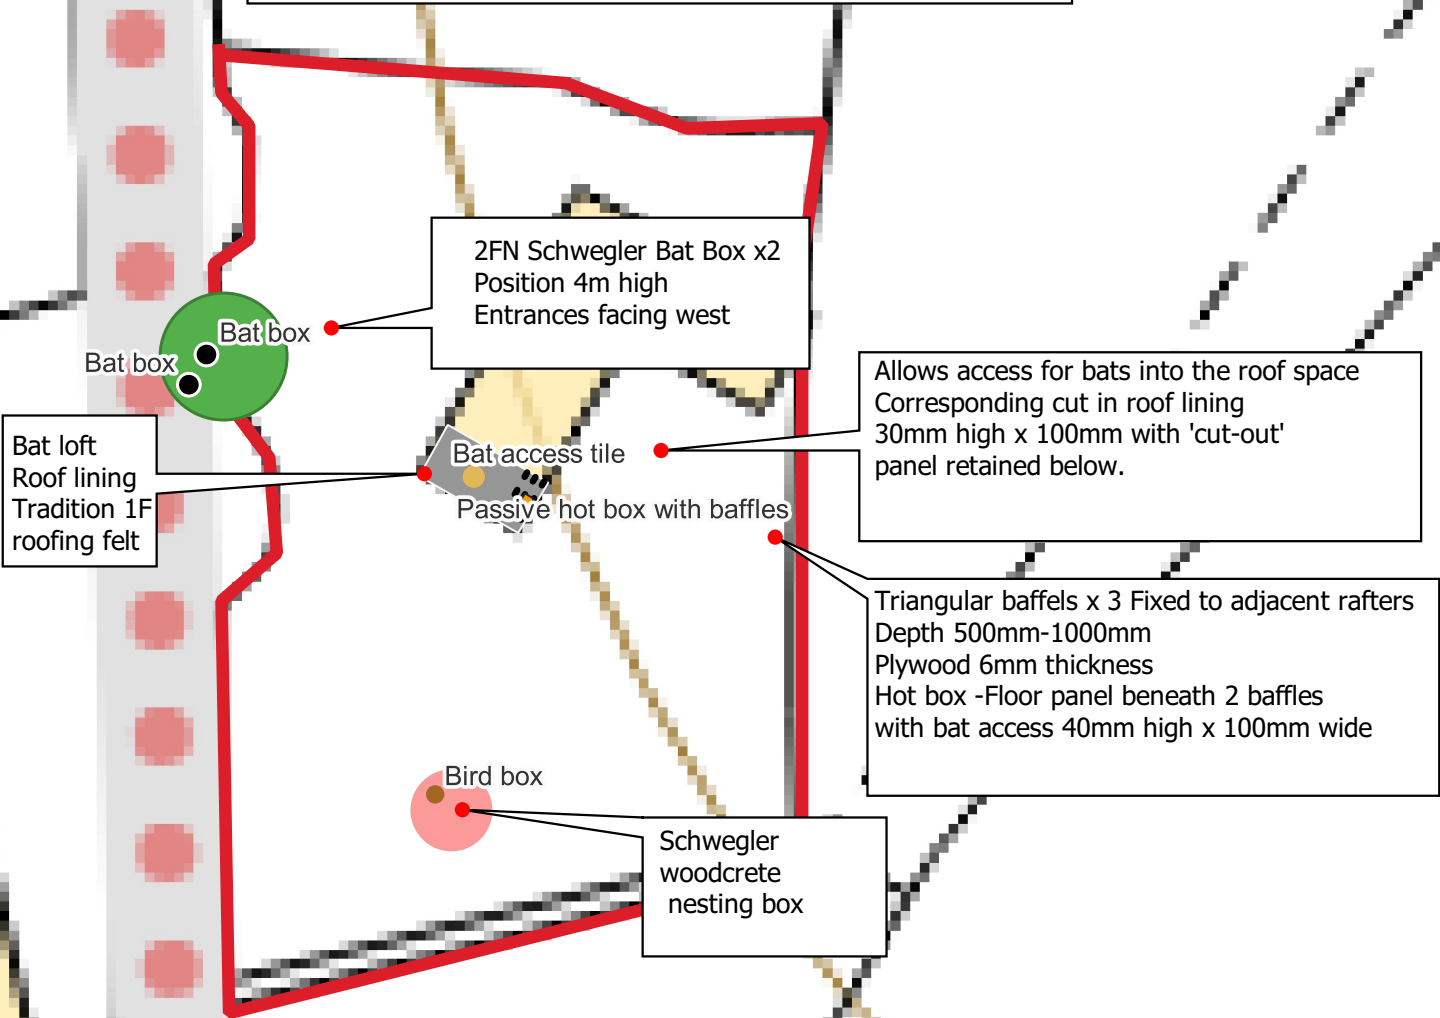 2FN Schwegler Bat Box x2
Position 4m high
Entrances facing west
Bat box
Bat box
Allows access for bats into the roof space
Corresponding cut in roof lining
30mm high x 100mm with 'cut-out'
panel retained below.
Bat loft
Roof lining
Tradition 1F
roofing felt
Bat access tile
Passive hot box with baffles
Triangular baffels x 3 Fixed to adjacent rafters
Depth 500mm-1000mm
Plywood 6mm thickness
Hot box -Floor panel beneath 2 baffles
with bat access 40mm high x 100mm wide
Bird box
Schwegler
woodcrete
nesting box